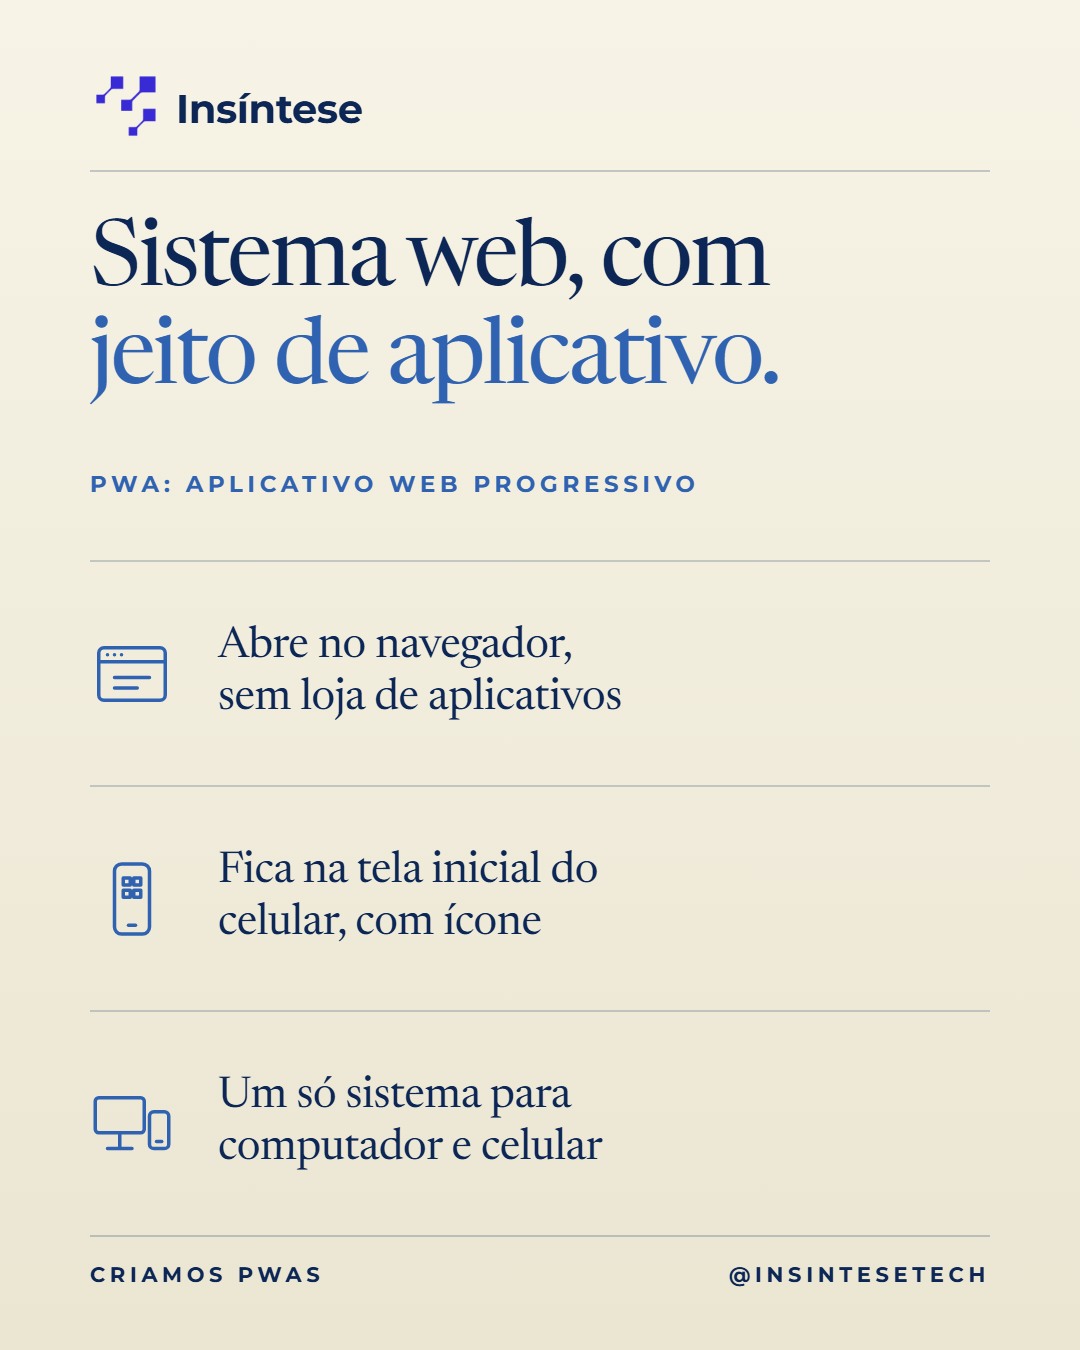 Insíntese
Sistema web, com
jeito de aplicativo.
PWA: APLICATIVO WEB PROGRESSIVO
Abre no navegador,
sem loja de aplicativos
Fica na tela inicial do
celular, com ícone
Um só sistema para
computador e celular
CRIAMOS PWAS
@INSINTESETECH